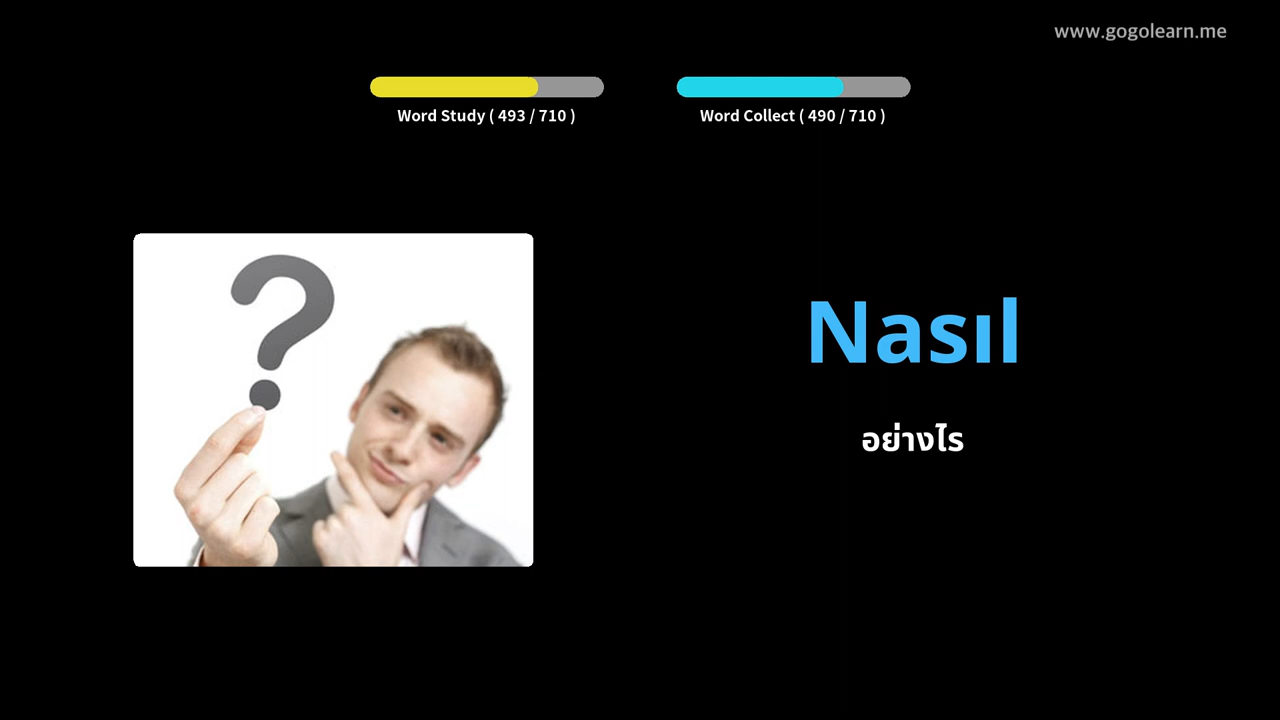 www.gogolearn.me
Word Study ( 493 / 710 )
Word Collect ( 490 / 710 )
Nasıl
อย่างไร